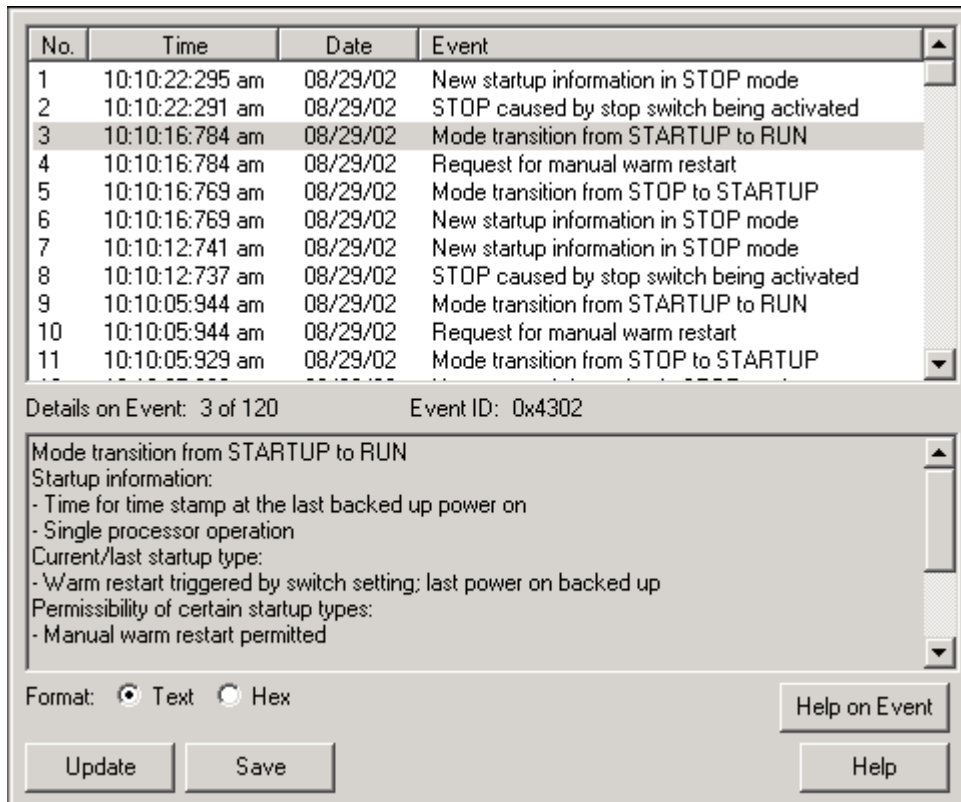 No. Time Date Event
1 10:10:22:295 am 08/29/02 New startup information in STOP mode
2 10:10:22:291 am 08/29/02 STOP caused by stop switch being activated
3 10:10:16:784 am 08/29/02 Mode transition from STARTUP to RUN
4 10:10:16:784 am 08/29/02 Request for manual warm restart
5 10:10:16:769 am 08/29/02 Mode transition from STOP to STARTUP
6 10:10:16:769 am 08/29/02 New startup information in STOP mode
7 10:10:12:741 am 08/29/02 New startup information in STOP mode
8 10:10:12:737 am 08/29/02 STOP caused by stop switch being activated
9 10:10:05:944 am 08/29/02 Mode transition from STARTUP to RUN
10 10:10:05:944 am 08/29/02 Request for manual warm restart
11 10:10:05:929 am 08/29/02 Mode transition from STOP to STARTUP
Details on Event: 3 of 120 Event ID: 0x4302
Mode transition from STARTUP to RUN
Startup information:
- Time for time stamp at the last backed up power on
- Single processor operation
Current/last startup type:
- Warm restart triggered by switch setting; last power on backed up
Permissibility of certain startup types:
- Manual warm restart permitted
Format: Text Hex
Help on Event
Update Save Help